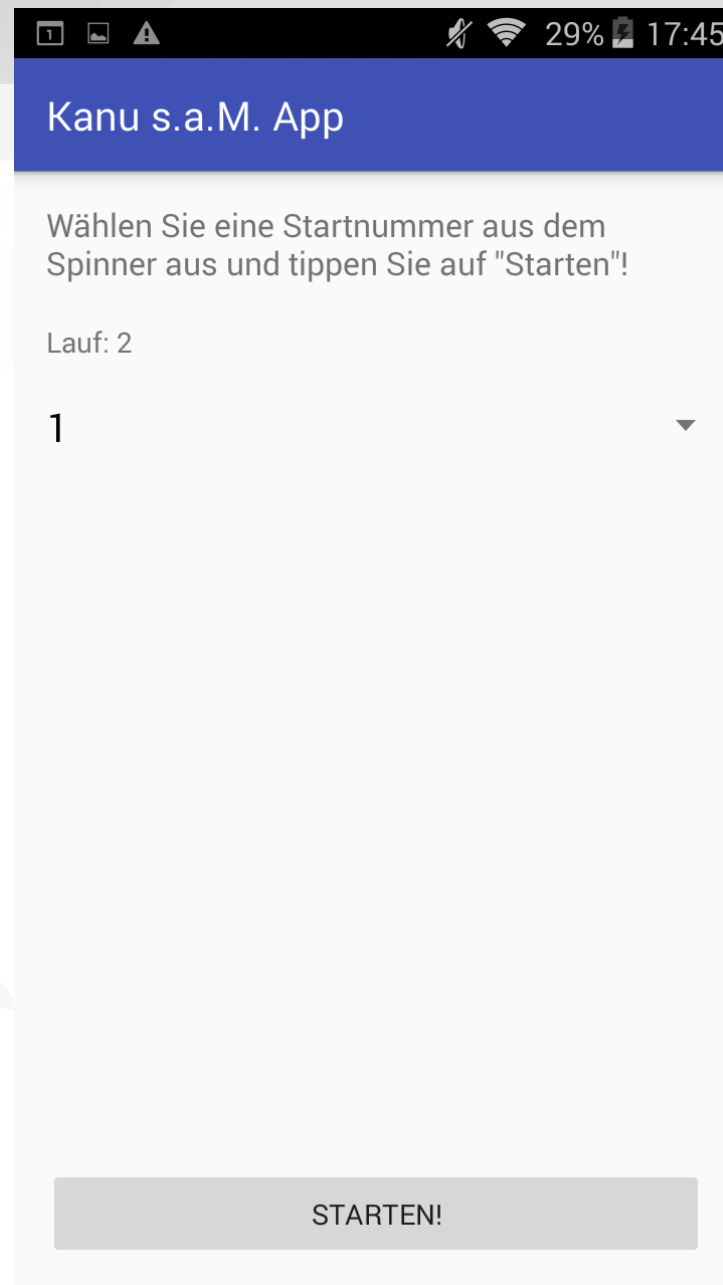 1
29%
17:45
Kanu s.a.M. App
Wählen Sie eine Startnummer aus dem
Spinner aus und tippen Sie auf "Starten"!
Lauf: 2
1
STARTEN!